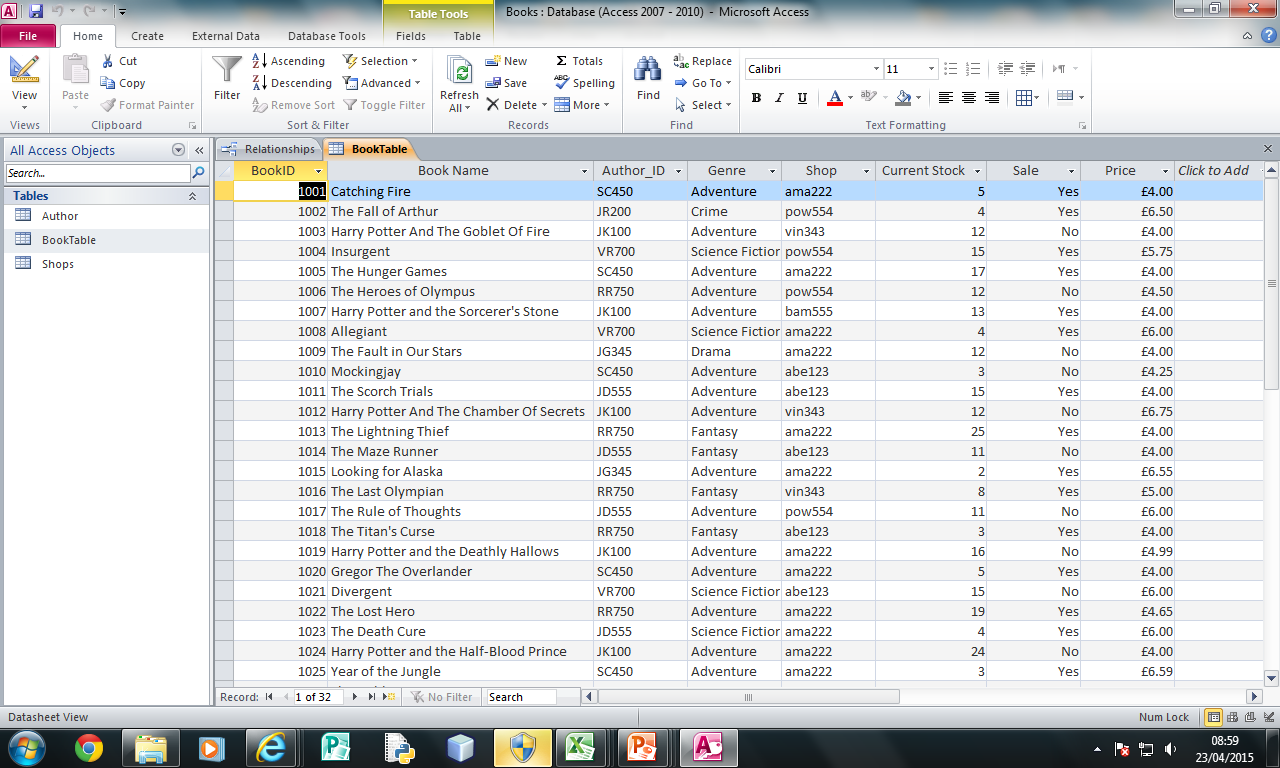 Table Tools
Books : Database (Access 2007 - 2010) - Microsoft Access
File Home Create External Data Database Tools Fields Table
View
Paste
Cut
Copy
Format Painter
Filter
Ascending
Descending
Remove Sort
Selection
Advanced
Toggle Filter
Refresh All
New
Save
Delete
Totals
Spelling
More
Find
Replace
Go To
Select
Calibri 11
B I U A ab
Views Clipboard Sort & Filter Records Find Text Formatting
All Access Objects
Search...
Tables
Author
BookTable
Shops
Relationships BookTable
BookID Book Name Author_ID Genre Shop Current Stock Sale Price Click to Add
1001 Catching Fire SC450 Adventure ama222 5 Yes £4.00
1002 The Fall of Arthur JR200 Crime pow554 4 Yes £6.50
1003 Harry Potter And The Goblet Of Fire JK100 Adventure vin343 12 No £4.00
1004 Insurgent VR700 Science Fiction pow554 15 Yes £5.75
1005 The Hunger Games SC450 Adventure ama222 17 Yes £4.00
1006 The Heroes of Olympus RR750 Adventure pow554 12 No £4.50
1007 Harry Potter and the Sorcerer's Stone JK100 Adventure bam555 13 Yes £4.00
1008 Allegiant VR700 Science Fiction ama222 4 Yes £6.00
1009 The Fault in Our Stars JG345 Drama ama222 12 No £4.00
1010 Mockingjay SC450 Adventure abe123 3 No £4.25
1011 The Scorch Trials JD555 Adventure abe123 15 Yes £4.00
1012 Harry Potter And The Chamber Of Secrets JK100 Adventure vin343 12 No £6.75
1013 The Lightning Thief RR750 Fantasy ama222 25 Yes £4.00
1014 The Maze Runner JD555 Fantasy abe123 11 No £4.00
1015 Looking for Alaska JG345 Adventure ama222 2 Yes £6.55
1016 The Last Olympian RR750 Fantasy vin343 8 Yes £5.00
1017 The Rule of Thoughts JD555 Adventure pow554 11 No £6.00
1018 The Titan's Curse RR750 Fantasy abe123 3 Yes £4.00
1019 Harry Potter and the Deathly Hallows JK100 Adventure ama222 16 No £4.99
1020 Gregor The Overlander SC450 Adventure ama222 5 Yes £4.00
1021 Divergent VR700 Science Fiction abe123 15 No £6.00
1022 The Lost Hero RR750 Adventure ama222 19 Yes £4.65
1023 The Death Cure JD555 Science Fiction ama222 4 Yes £6.00
1024 Harry Potter and the Half-Blood Prince JK100 Adventure ama222 24 No £4.00
1025 Year of the Jungle SC450 Adventure ama222 3 Yes £6.59
Record: 1 of 32 No Filter Search
Datasheet View Num Lock
08:59
23/04/2015